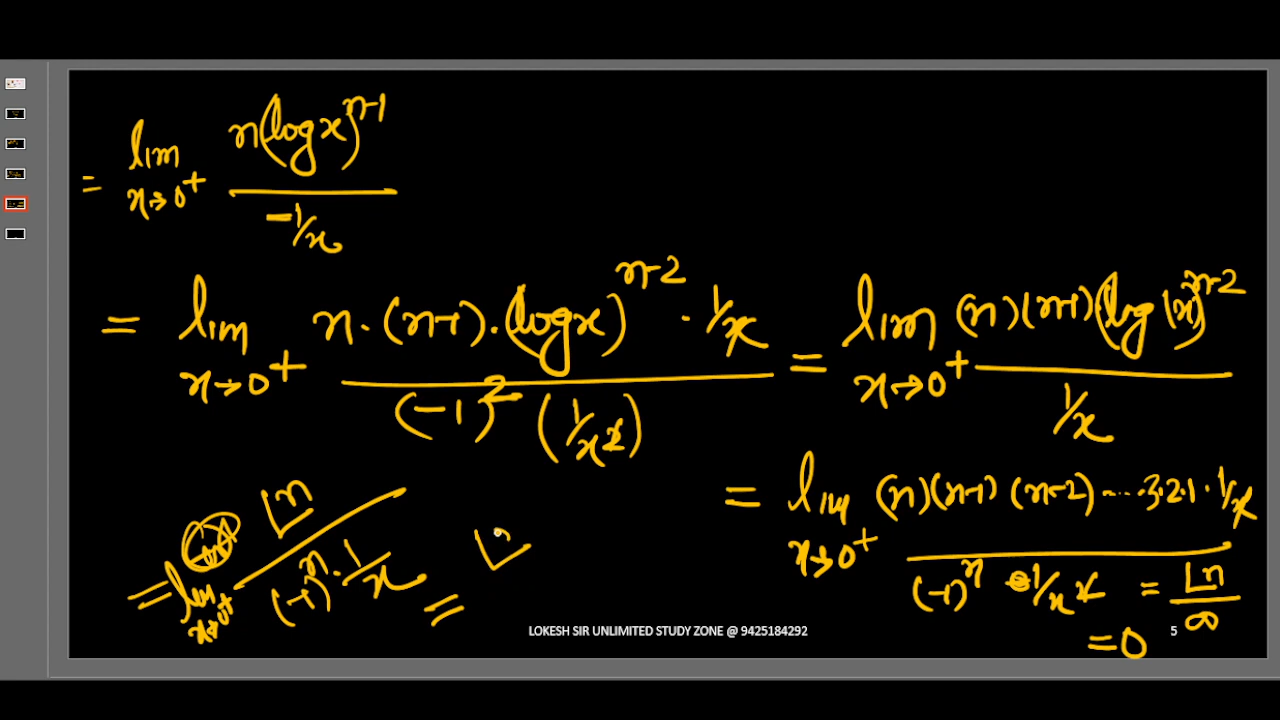 = lim x→0+ n(log x)^n-1 / -1/x
= lim x→0+ n.(n-1).(log x)^n-2 . 1/x / (-1)^2 (1/x2) = lim x→0+ (n)(n-1)(log(x))^n-2 / 1/x
= lim x→0+ (n)(n-1)(n-2)....3.2.1.1/x / (-1)^n 1/x2 = ⌊n / ∞
= 0
= lim x→0+ ⌊n / (-1)^n . 1/x =
LOKESH SIR UNLIMITED STUDY ZONE @ 9425184292
5